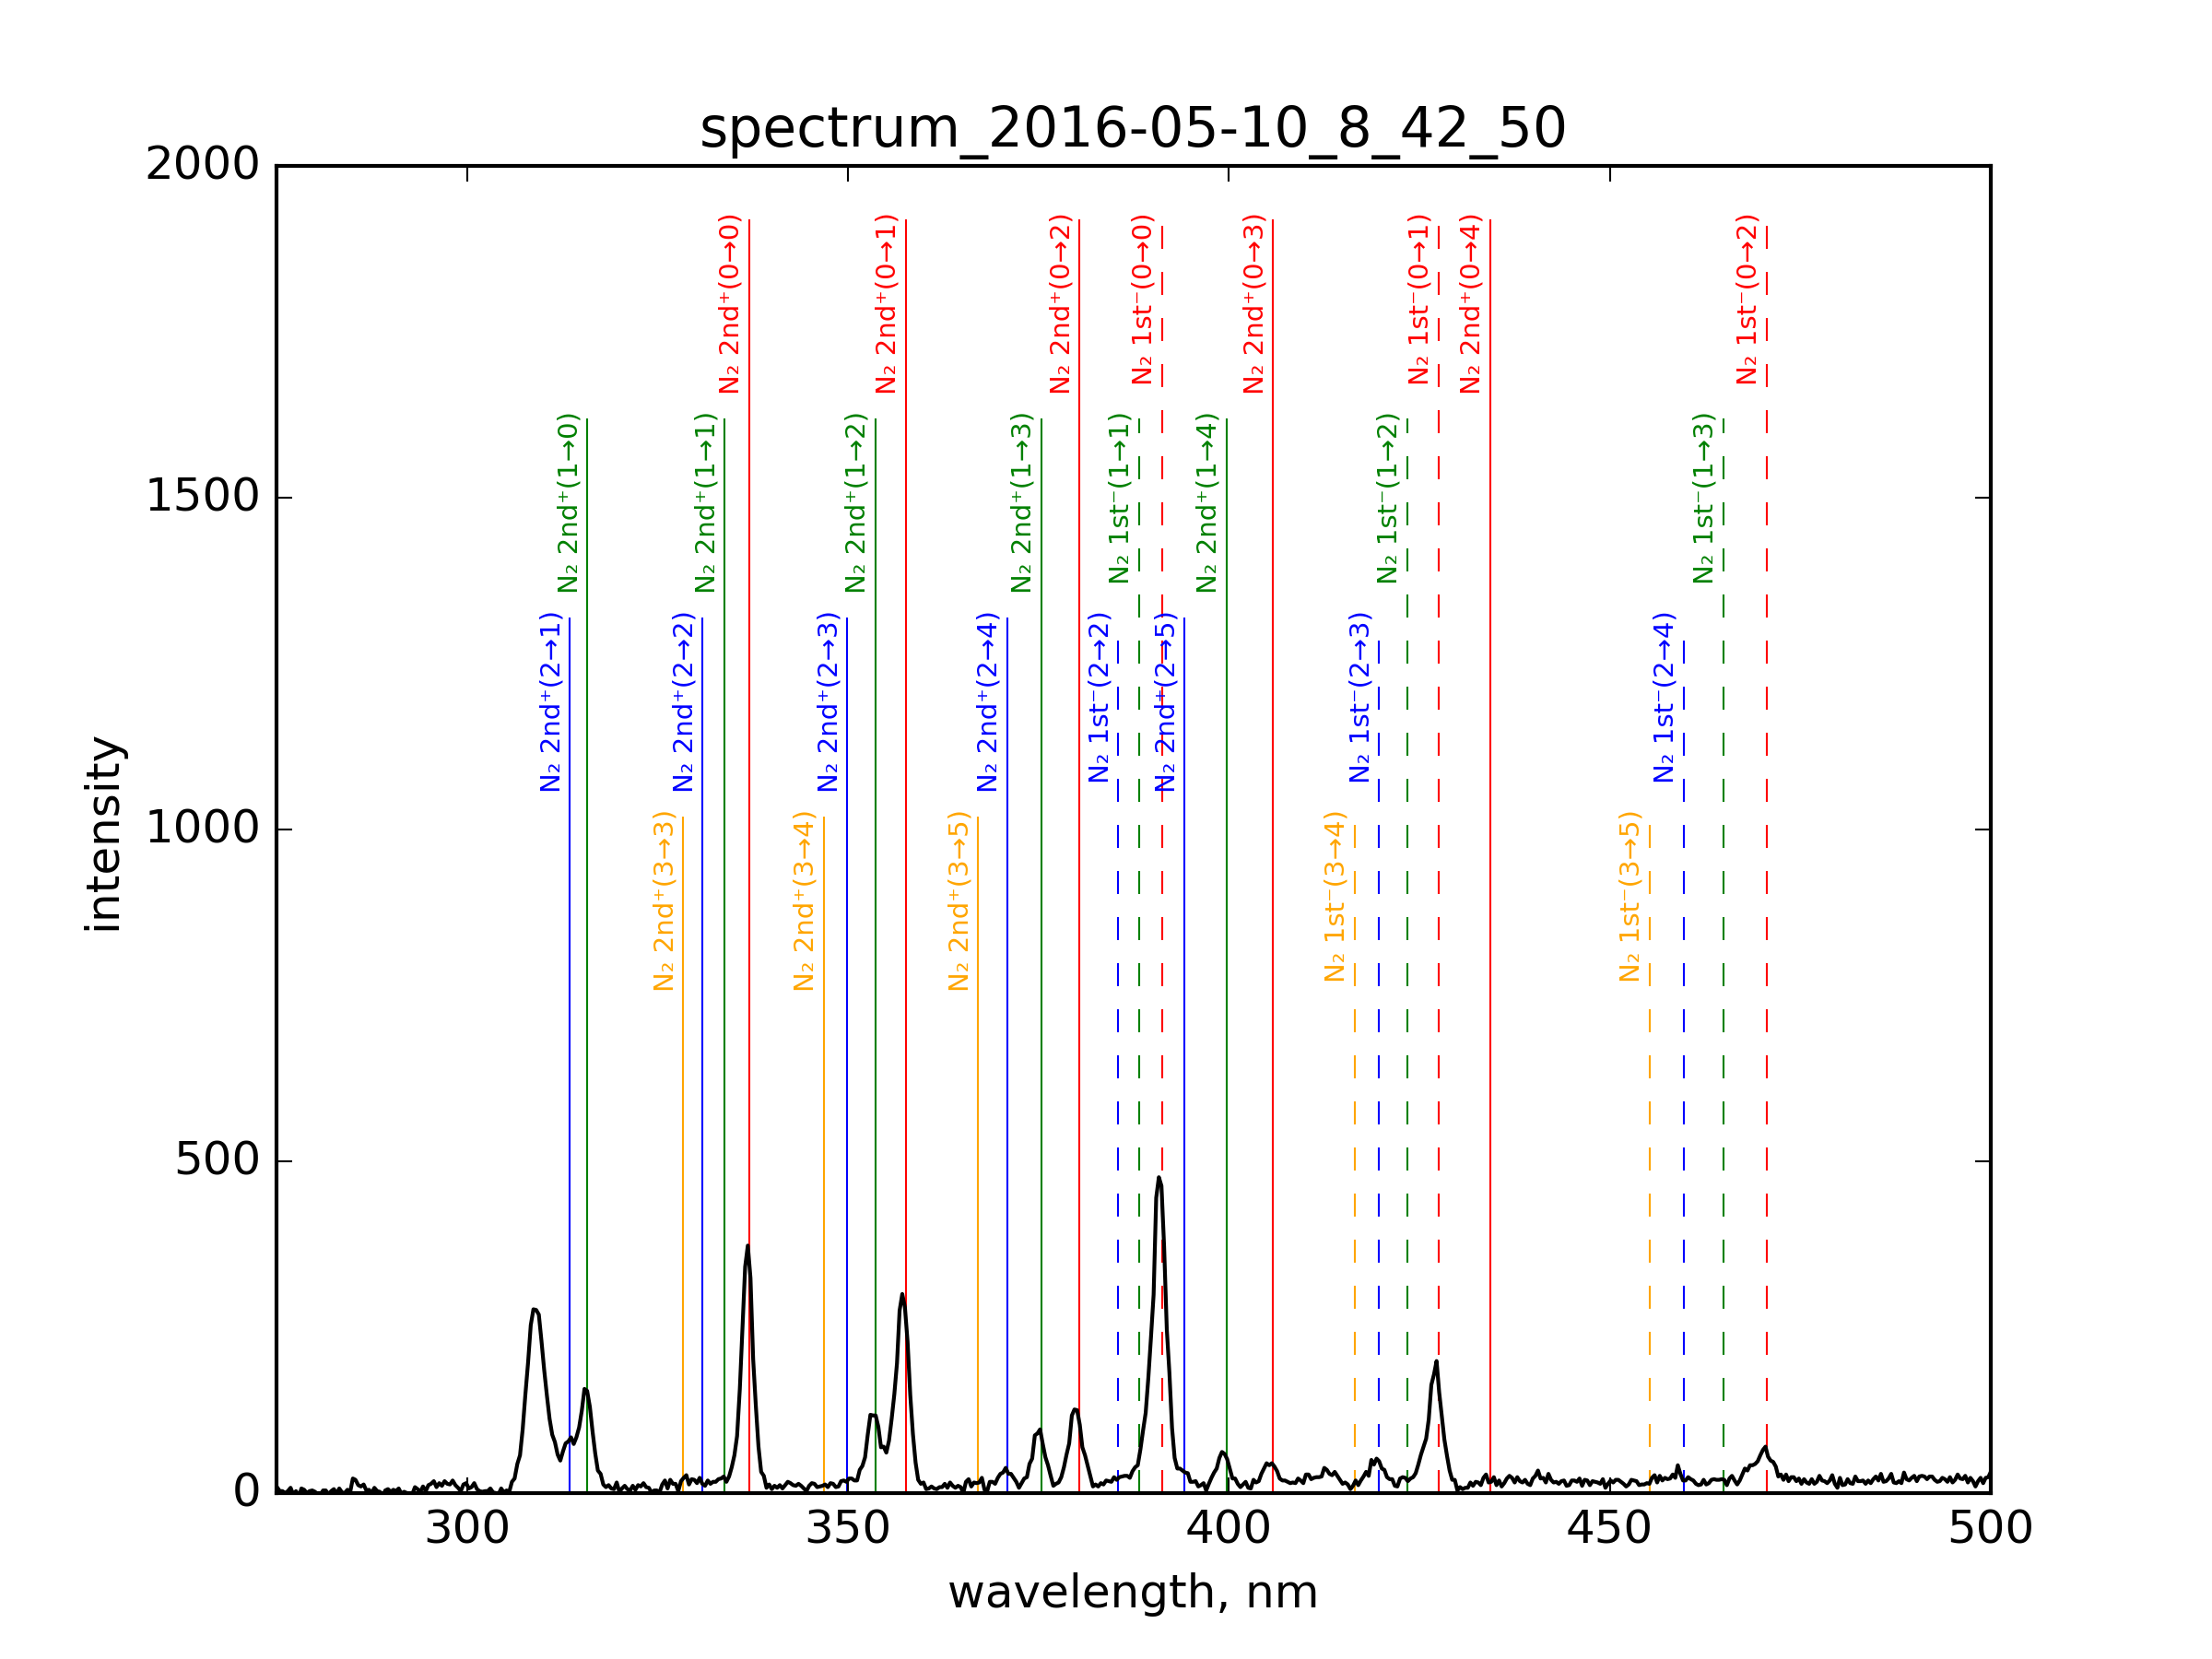 spectrum_2016-05-10_8_42_50
2000
1500
1000
500
0
intensity
N₂ 2nd⁺(0→0)
N₂ 2nd⁺(0→1)
N₂ 2nd⁺(0→2)
N₂ 1st⁻(0→0)
N₂ 2nd⁺(0→3)
N₂ 1st⁻(0→1)
N₂ 2nd⁺(0→4)
N₂ 1st⁻(0→2)
N₂ 2nd⁺(1→0)
N₂ 2nd⁺(1→1)
N₂ 2nd⁺(1→2)
N₂ 2nd⁺(1→3)
N₂ 1st⁻(1→1)
N₂ 2nd⁺(1→4)
N₂ 1st⁻(1→2)
N₂ 1st⁻(1→3)
N₂ 2nd⁺(2→1)
N₂ 2nd⁺(2→2)
N₂ 2nd⁺(2→3)
N₂ 2nd⁺(2→4)
N₂ 1st⁻(2→2)
N₂ 2nd⁺(2→5)
N₂ 1st⁻(2→3)
N₂ 1st⁻(2→4)
N₂ 2nd⁺(3→3)
N₂ 2nd⁺(3→4)
N₂ 2nd⁺(3→5)
N₂ 1st⁻(3→4)
N₂ 1st⁻(3→5)
300 350 400 450 500
wavelength, nm